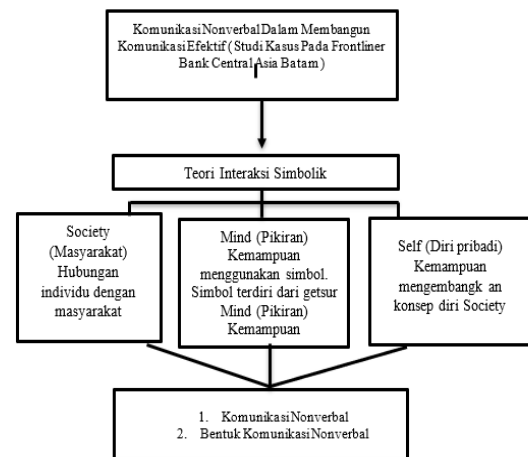 Komunikasi Nonverbal Dalam Membangun
Komunikasi Efektif ( Studi Kasus Pada Frontliner
Bank Central Asia Batam )
Teori Interaksi Simbolik
Society
(Masyarakat)
Hubungan
individu dengan
masyarakat
Mind (Pikiran)
Kemampuan
menggunakan simbol.
Simbol terdiri dari getsur
Mind (Pikiran)
Kemampuan
Self (Diri pribadi)
Kemampuan
mengembangk an
konsep diri Society
1. Komunikasi Nonverbal
2. Bentuk Komunikasi Nonverbal